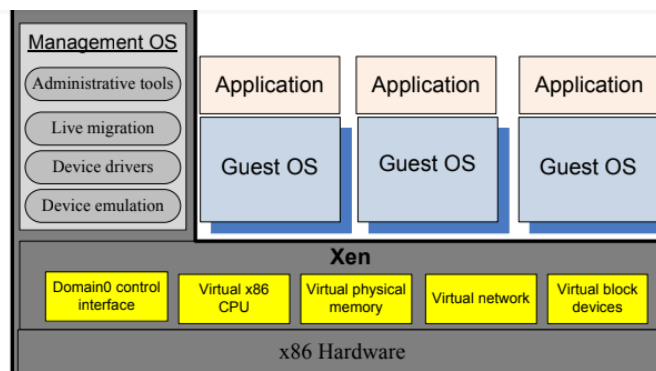 Management OS
Administrative tools
Live migration
Device drivers
Device emulation
Application
Guest OS
Application
Guest OS
Application
Guest OS
Xen
Domain0 control
interface
Virtual x86
CPU
Virtual physical
memory
Virtual network
Virtual block
devices
x86 Hardware